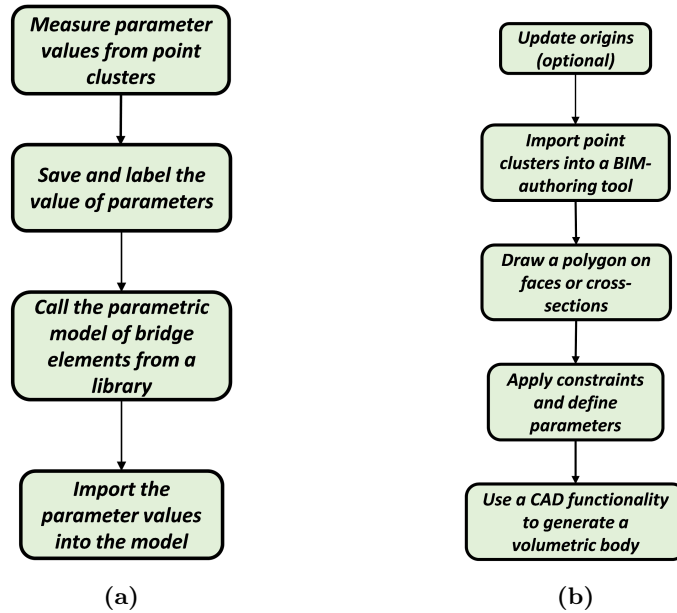 Measure parameter
values from point
clusters
Save and label the
value of parameters
Call the parametric
model of bridge
elements from a
library
Import the
parameter values
into the model
(a)
Update origins
(optional)
Import point
clusters into a BIM-
authoring tool
Draw a polygon on
faces or cross-
sections
Apply constraints
and define
parameters
Use a CAD functionality
to generate a
volumetric body
(b)